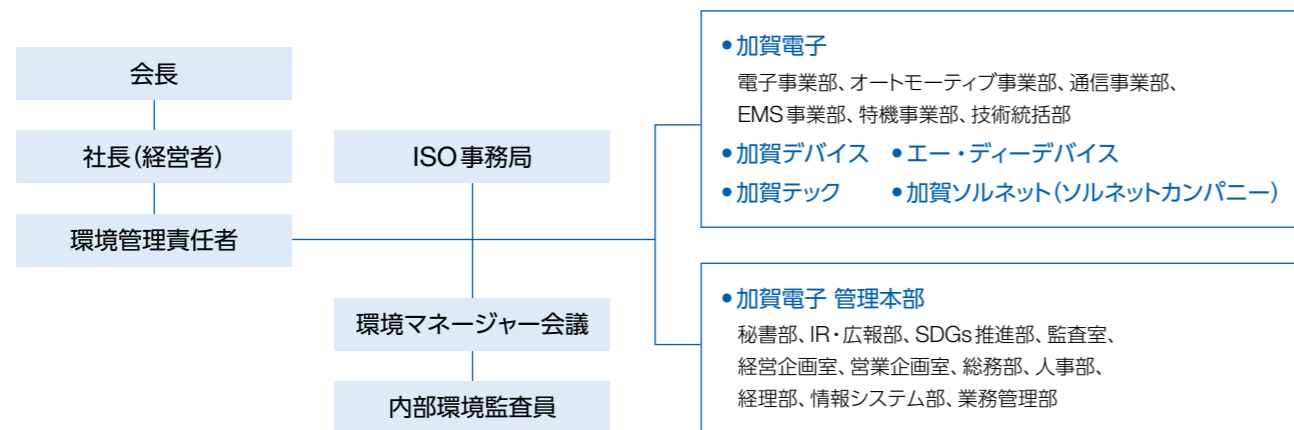 会長
社長(経営者)
環境管理責任者
ISO事務局
環境マネージャー会議
内部環境監査員
•加賀電子
電子事業部、オートモーティブ事業部、通信事業部、
EMS事業部、特機事業部、技術統括部
•加賀デバイス •エー・ディーデバイス
•加賀テック •加賀ソルネット(ソルネットカンパニー)
•加賀電子 管理本部
秘書部、IR・広報部、SDGs推進部、監査室、
経営企画室、営業企画室、総務部、人事部、
経理部、情報システム部、業務管理部